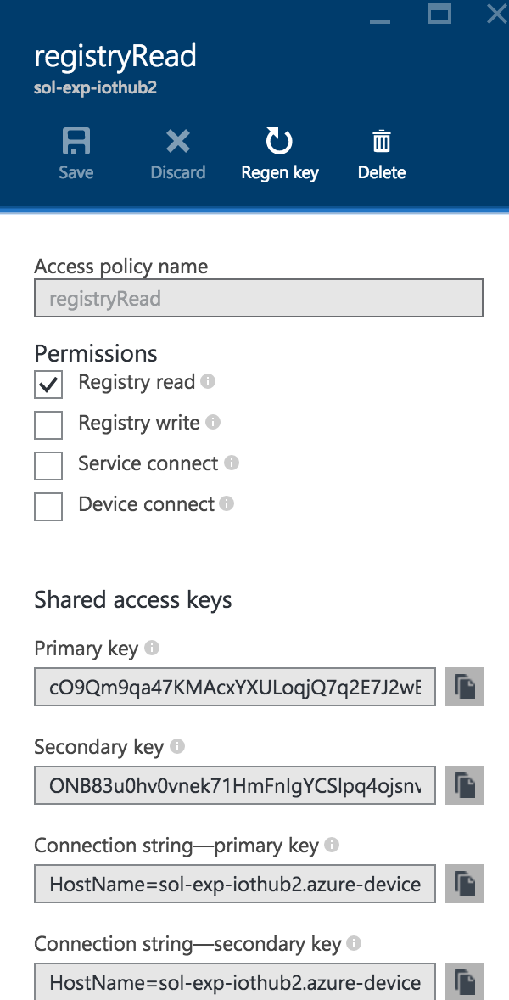 registryRead
sol-exp-iothub2
Save Discard Regen key Delete
Access policy name
registryRead
Permissions
Registry read
Registry write
Service connect
Device connect
Shared access keys
Primary key
cO9Qm9qa47KMAcxYXULoqjQ7q2E7J2wE
Secondary key
ONB83u0hv0vnek71HmFnIgYCSlpq4ojsnv
Connection string—primary key
HostName=sol-exp-iothub2.azure-device
Connection string—secondary key
HostName=sol-exp-iothub2.azure-device